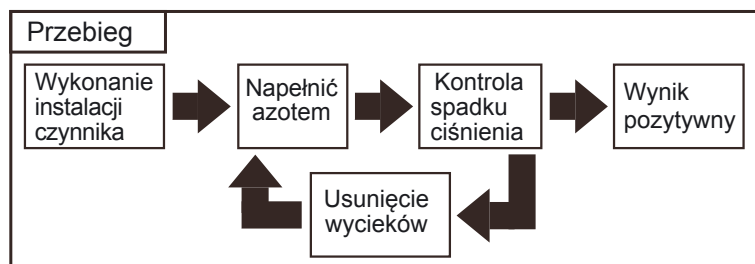 Przebieg
Wykonanie
instalacji
czynnika
Napełnić
azotem
Kontrola
spadku
ciśnienia
Wynik
pozytywny
Usunięcie
wycieków